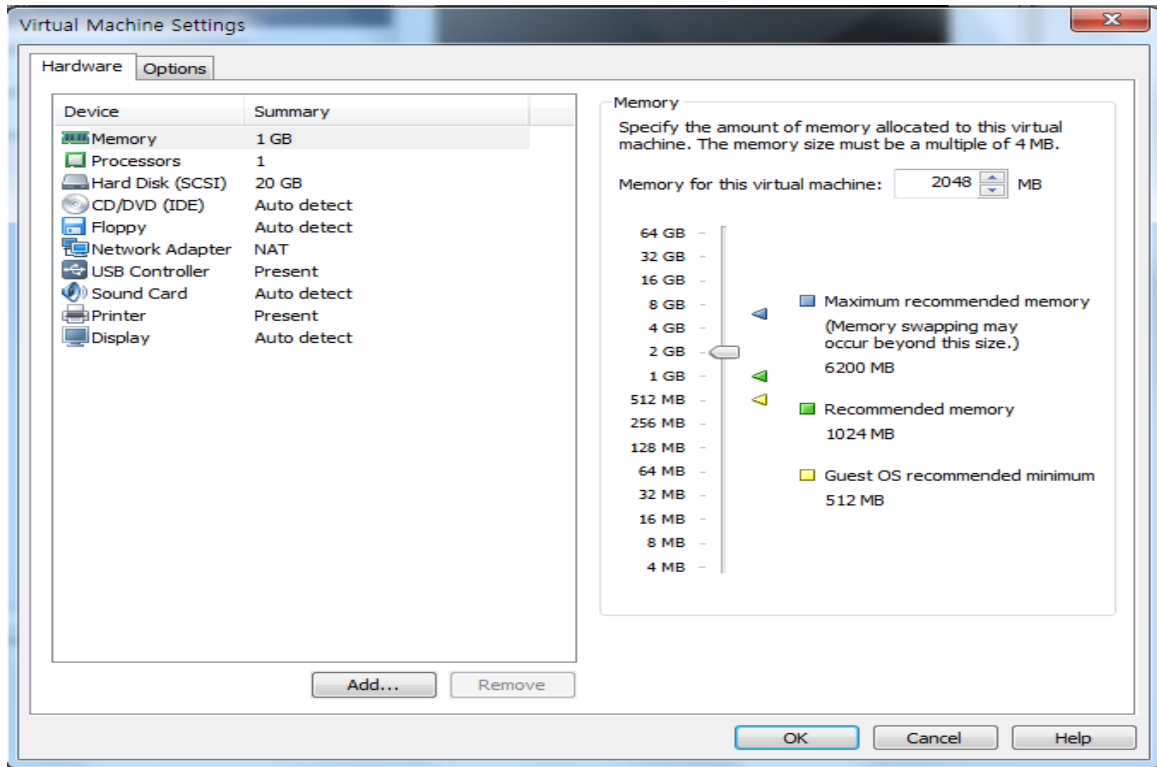 Virtual Machine Settings
Hardware Options
Device Summary
Memory 1 GB
Processors 1
Hard Disk (SCSI) 20 GB
CD/DVD (IDE) Auto detect
Floppy Auto detect
Network Adapter NAT
USB Controller Present
Sound Card Auto detect
Printer Present
Display Auto detect
Add... Remove
Memory
Specify the amount of memory allocated to this virtual
machine. The memory size must be a multiple of 4 MB.
Memory for this virtual machine: 2048 MB
64 GB
32 GB
16 GB
8 GB
4 GB
2 GB
1 GB
512 MB
256 MB
128 MB
64 MB
32 MB
16 MB
8 MB
4 MB
Maximum recommended memory
(Memory swapping may
occur beyond this size.)
6200 MB
Recommended memory
1024 MB
Guest OS recommended minimum
512 MB
OK Cancel Help